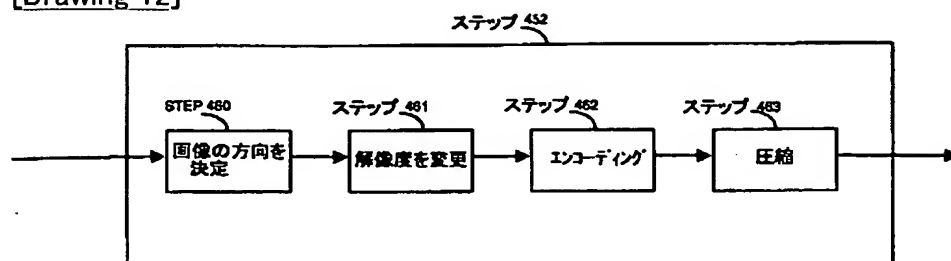 [Drawing 12]
ステップ 452
STEP 460
ステップ 461
ステップ 462
ステップ 463
画像の方向を
決定
解像度を変更
エンコーディング
圧縮